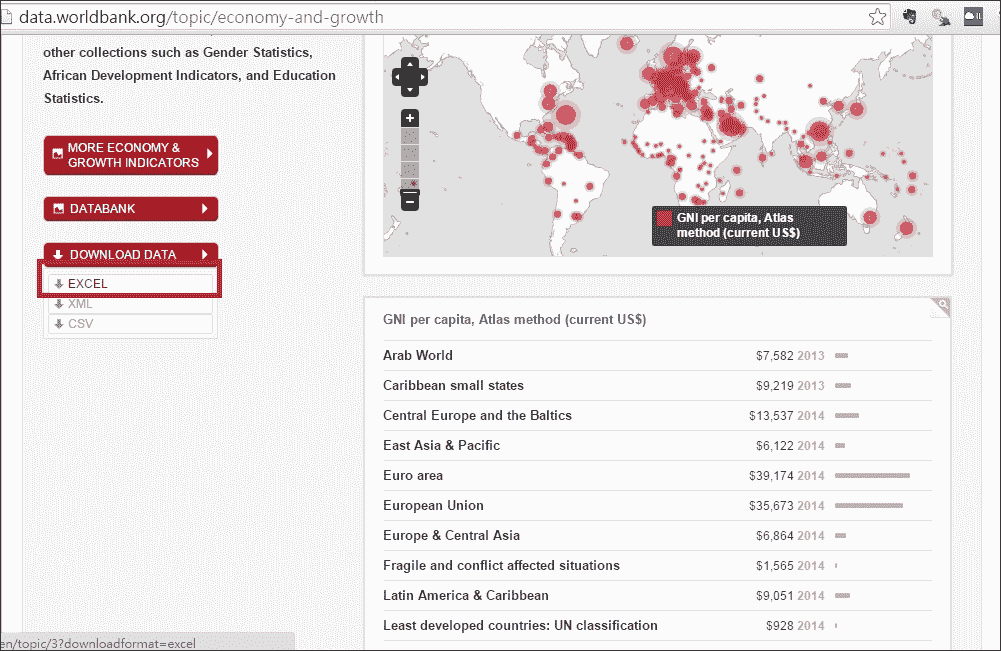 data.worldbank.org/topic/economy-and-growth
other collections such as Gender Statistics,
African Development Indicators, and Education
Statistics.
MORE ECONOMY &
GROWTH INDICATORS
DATABANK
DOWNLOAD DATA
EXCEL
XML
CSV
+
−
GNI per capita, Atlas
method (current US$)
GNI per capita, Atlas method (current US$)
Arab World $7,582 2013
Caribbean small states $9,219 2013
Central Europe and the Baltics $13,537 2014
East Asia & Pacific $6,122 2014
Euro area $39,174 2014
European Union $35,673 2014
Europe & Central Asia $6,864 2014
Fragile and conflict affected situations $1,565 2014
Latin America & Caribbean $9,051 2014
Least developed countries: UN classification $928 2014
en/topic/3?downloadformat=excel